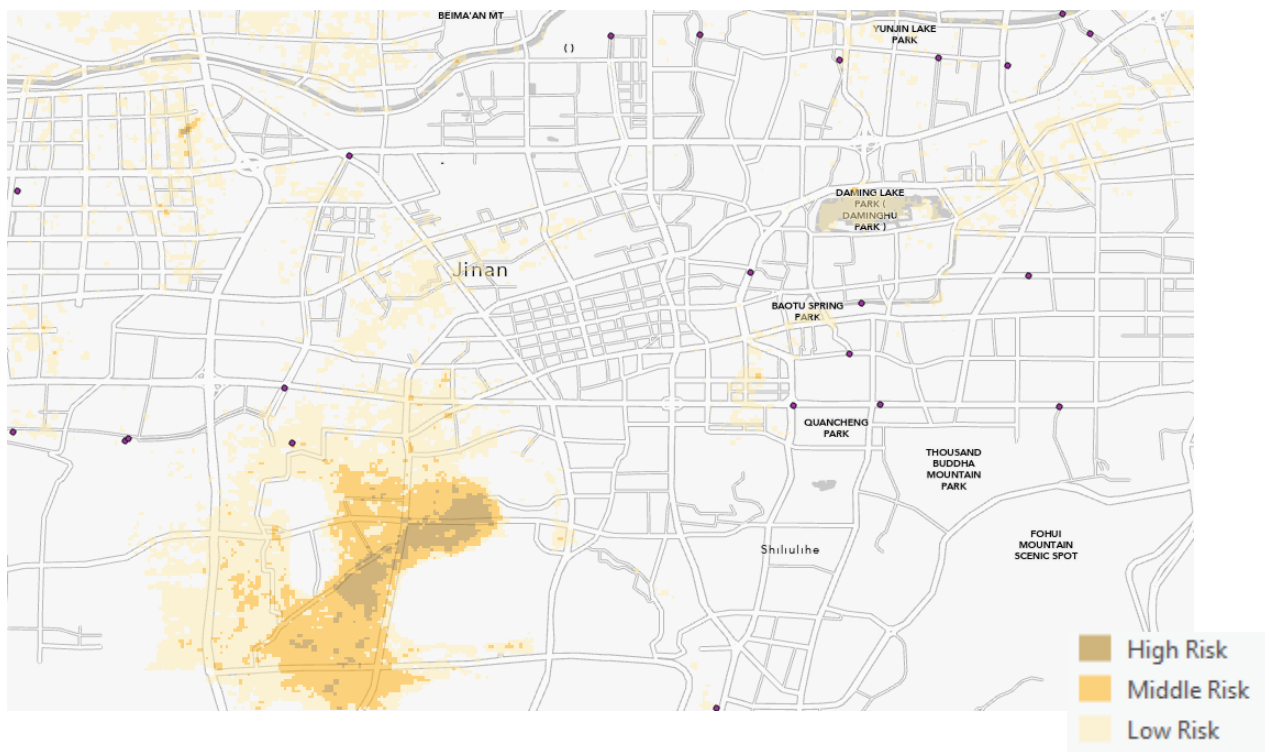 BEIMA'AN MT
( )
YUNJIN LAKE
PARK
DAMING LAKE
PARK (
DAMINGHU
PARK )
Jinan
BAOTU SPRING
PARK
QUANCHENG
PARK
THOUSAND
BUDDHA
MOUNTAIN
PARK
Shiliulihe
FOHUI
MOUNTAIN
SCENIC SPOT
High Risk
Middle Risk
Low Risk